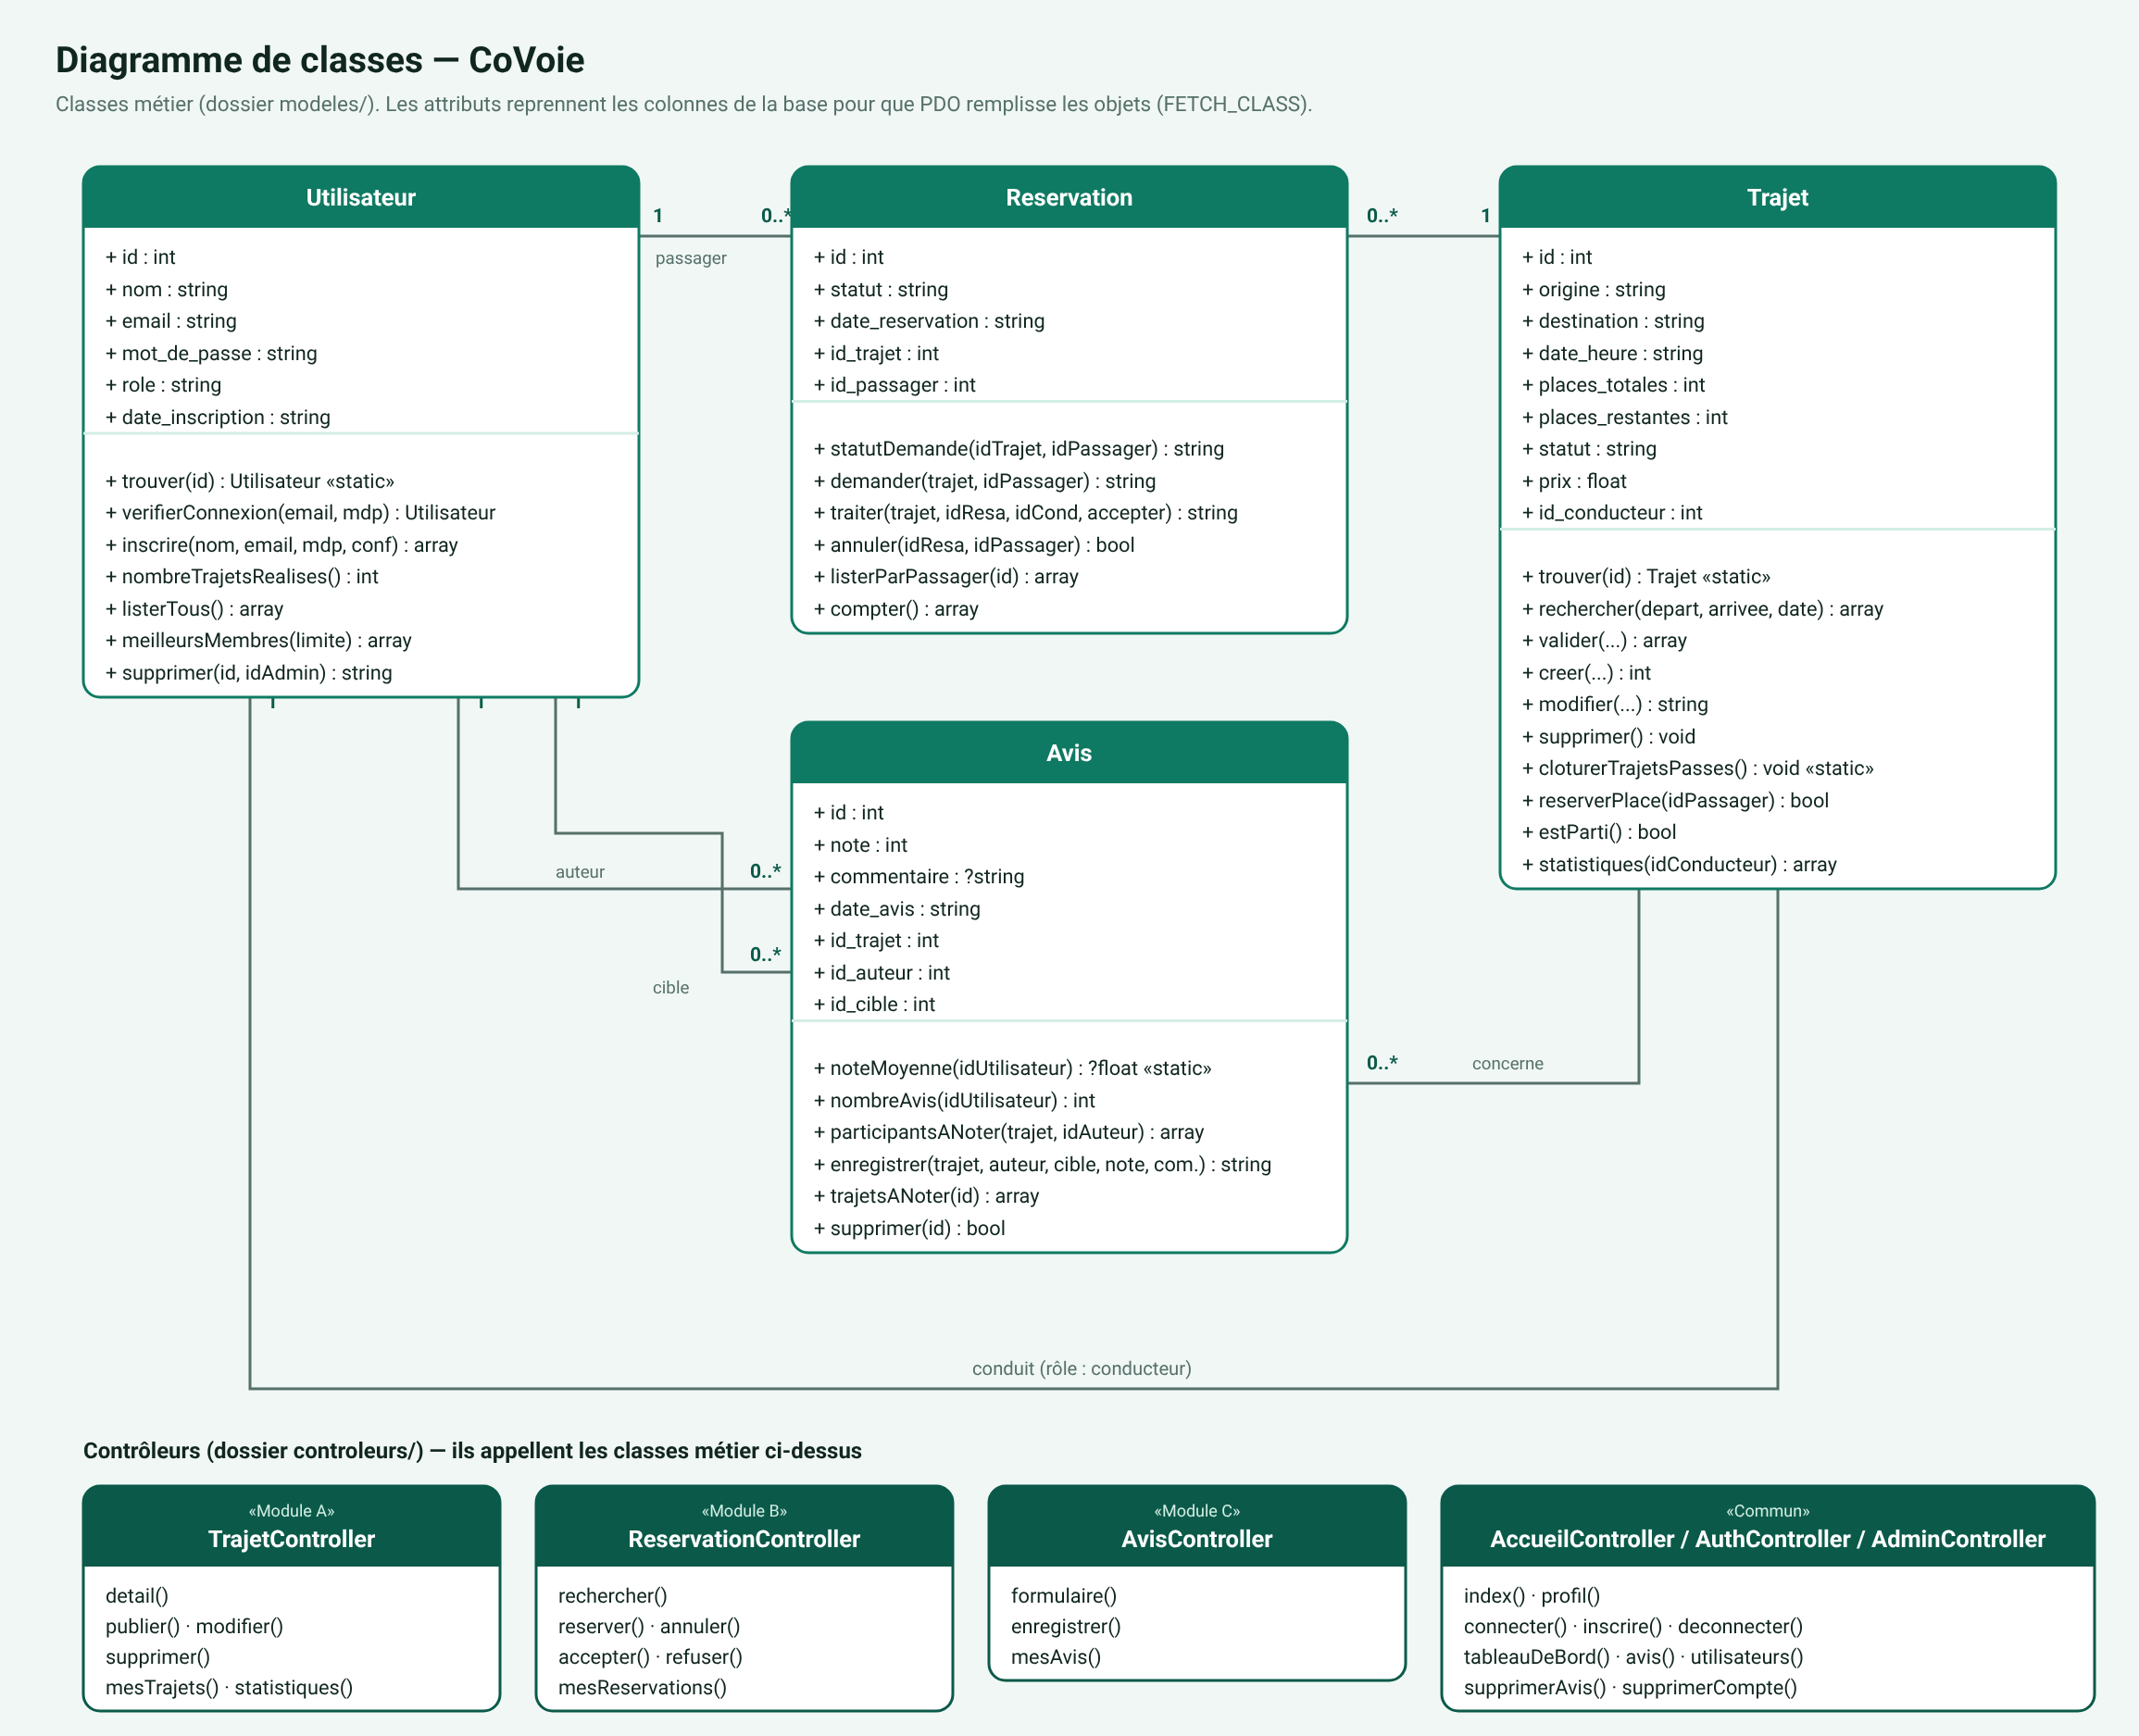 Diagramme de classes — CoVoie
Classes métier (dossier modeles/). Les attributs reprennent les colonnes de la base pour que PDO remplisse les objets (FETCH_CLASS).
Utilisateur
+ id : int
+ nom : string
+ email : string
+ mot_de_passe : string
+ role : string
+ date_inscription : string
+ trouver(id) : Utilisateur «static»
+ verifierConnexion(email, mdp) : Utilisateur
+ inscrire(nom, email, mdp, conf) : array
+ nombreTrajetsRealises() : int
+ listerTous() : array
+ meilleursMembres(limite) : array
+ supprimer(id, idAdmin) : string
1
0..*
passager
Reservation
+ id : int
+ statut : string
+ date_reservation : string
+ id_trajet : int
+ id_passager : int
+ statutDemande(idTrajet, idPassager) : string
+ demander(trajet, idPassager) : string
+ traiter(trajet, idResa, idCond, accepter) : string
+ annuler(idResa, idPassager) : bool
+ listerParPassager(id) : array
+ compter() : array
0..*
1
Trajet
+ id : int
+ origine : string
+ destination : string
+ date_heure : string
+ places_totales : int
+ places_restantes : int
+ statut : string
+ prix : float
+ id_conducteur : int
+ trouver(id) : Trajet «static»
+ rechercher(depart, arrivee, date) : array
+ valider(...) : array
+ creer(...) : int
+ modifier(...) : string
+ supprimer() : void
+ cloturerTrajetsPasses() : void «static»
+ reserverPlace(idPassager) : bool
+ estParti() : bool
+ statistiques(idConducteur) : array
Avis
+ id : int
+ note : int
+ commentaire : ?string
+ date_avis : string
+ id_trajet : int
+ id_auteur : int
+ id_cible : int
+ noteMoyenne(idUtilisateur) : ?float «static»
+ nombreAvis(idUtilisateur) : int
+ participantsANoter(trajet, idAuteur) : array
+ enregistrer(trajet, auteur, cible, note, com.) : string
+ trajetsANoter(id) : array
+ supprimer(id) : bool
auteur
0..*
0..*
cible
0..*
concerne
conduit (rôle : conducteur)
Contrôleurs (dossier controleurs/) — ils appellent les classes métier ci-dessus
«Module A»
TrajetController
detail()
publier() · modifier()
supprimer()
mesTrajets() · statistiques()
«Module B»
ReservationController
rechercher()
reserver() · annuler()
accepter() · refuser()
mesReservations()
«Module C»
AvisController
formulaire()
enregistrer()
mesAvis()
«Commun»
AccueilController / AuthController / AdminController
index() · profil()
connecter() · inscrire() · deconnecter()
tableauDeBord() · avis() · utilisateurs()
supprimerAvis() · supprimerCompte()